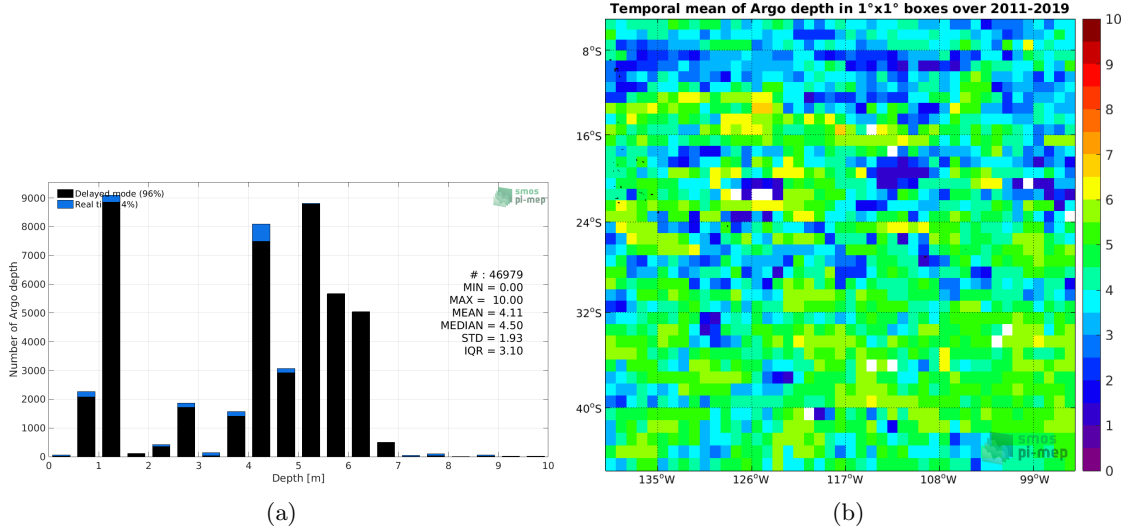 Delayed mode (96%)
Real ti 4%)
smos
pi-mep
9000
8000
7000
6000
5000
4000
3000
2000
1000
0
Number of Argo depth
# : 46979
MIN = 0.00
MAX = 10.00
MEAN = 4.11
MEDIAN = 4.50
STD = 1.93
IQR = 3.10
0 1 2 3 4 5 6 7 8 9 10
Depth [m]
(a)
Temporal mean of Argo depth in 1°x1° boxes over 2011-2019
8°S
16°S
24°S
32°S
40°S
135°W 126°W 117°W 108°W 99°W
smos
pi-mep
10
9
8
7
6
5
4
3
2
1
0
(b)